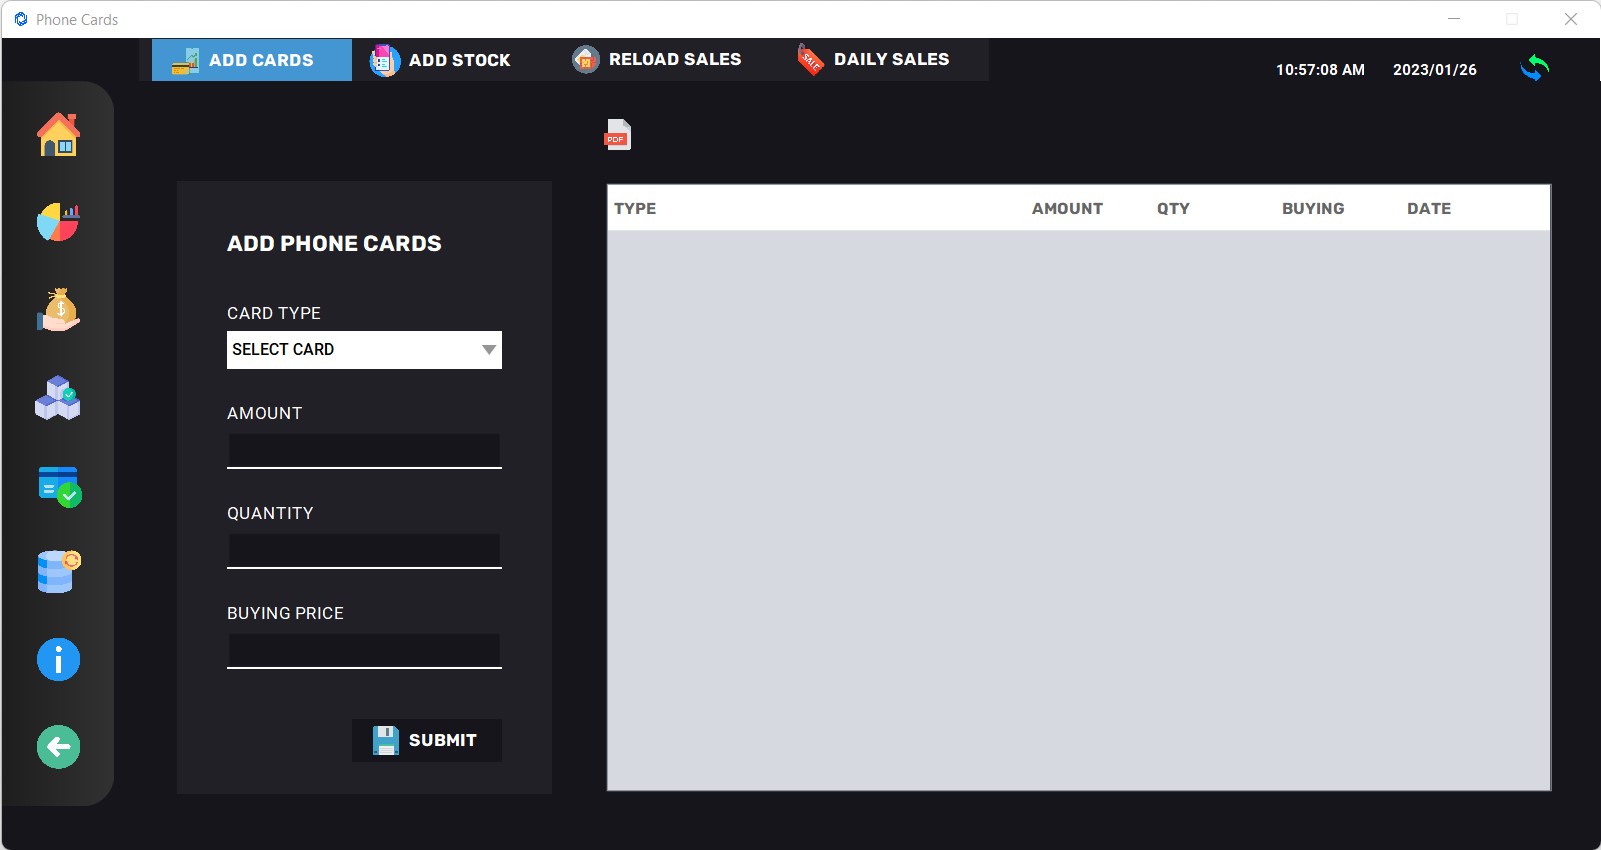 Phone Cards
ADD CARDS
ADD STOCK
RELOAD SALES
SALE
DAILY SALES
10:57:08 AM
2023/01/26
PDF
ADD PHONE CARDS
CARD TYPE
SELECT CARD
AMOUNT
QUANTITY
BUYING PRICE
SUBMIT
TYPE AMOUNT QTY BUYING DATE
$
i